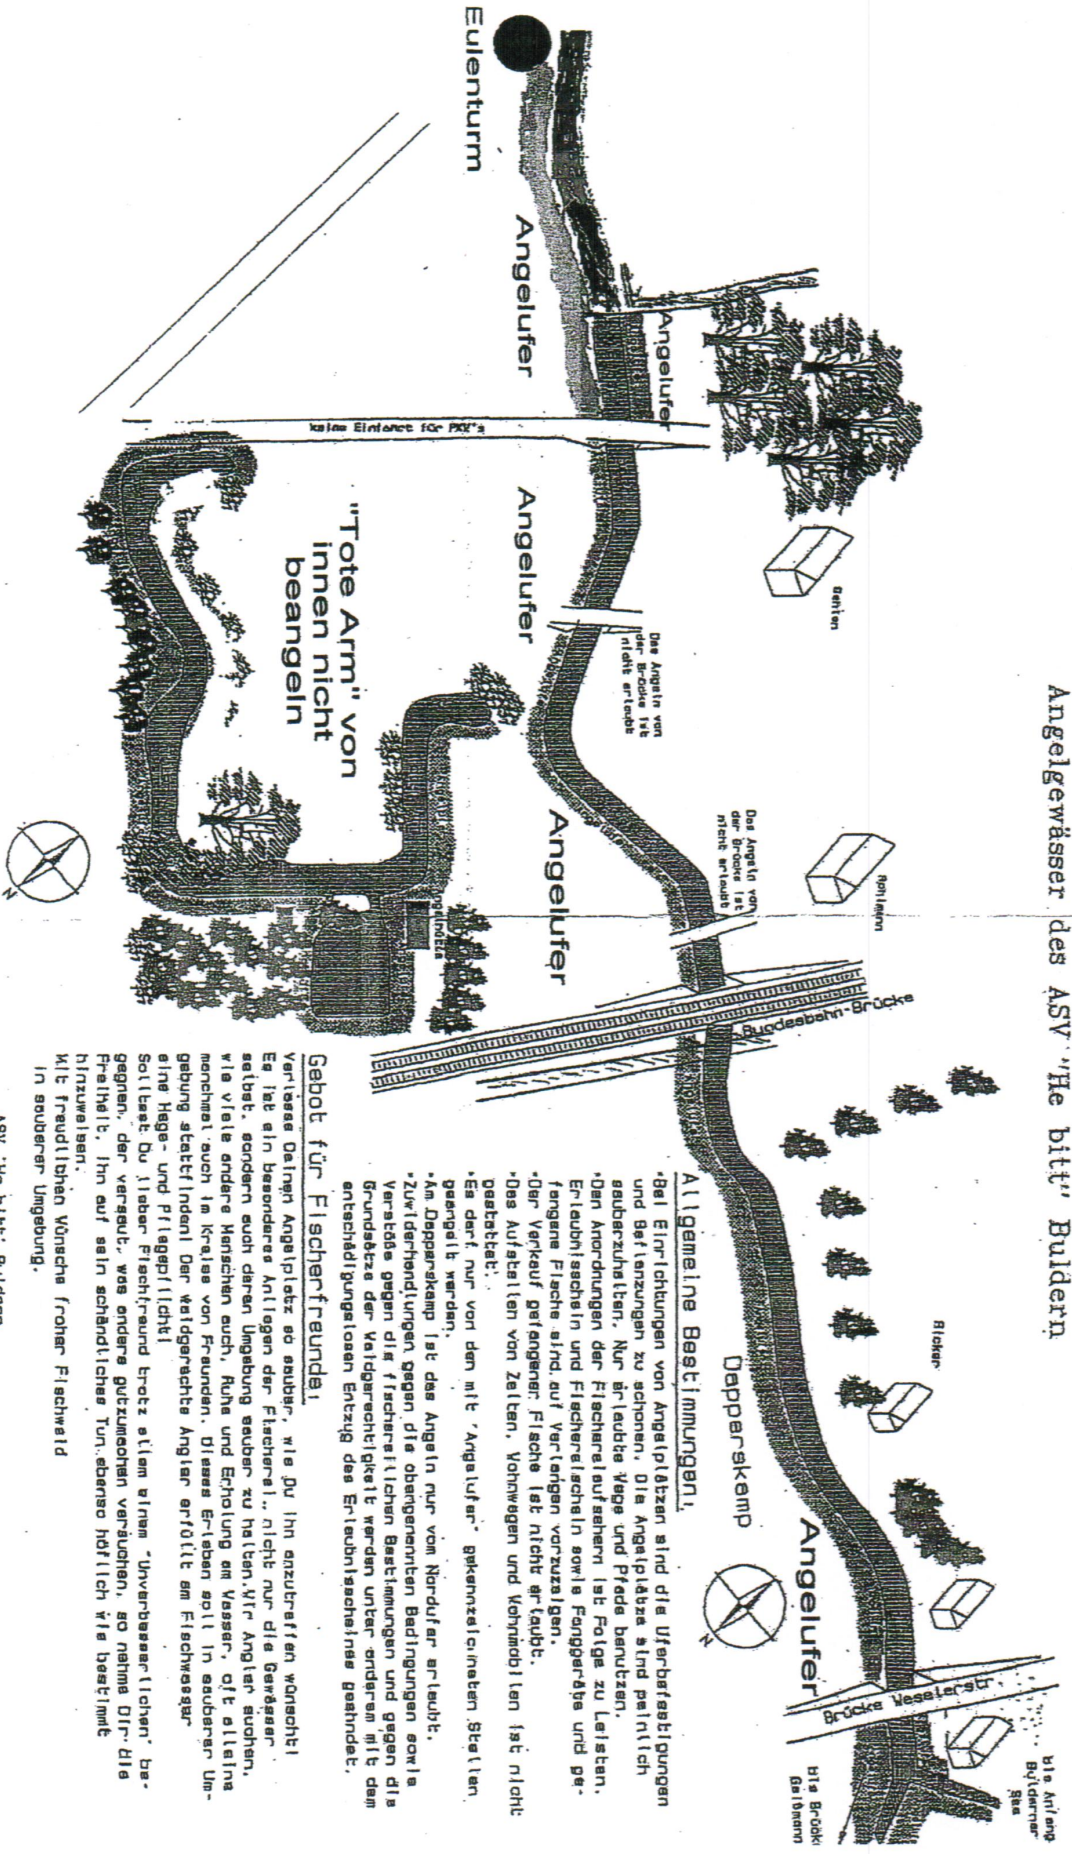 Angelgewässer des ASV "He bitt" Buldern
bis Anfang
Bulderner
See
bis Brücke
Brücke Weselerstr.
Angelufer
Dapperskamp
Bundesbahn-Brücke
Das Angeln von
der Brücke ist
nicht erlaubt
Angelufer
Das Angeln von
der Brücke ist
nicht erlaubt
Angelufer
keine Einfahrt für PKW's
Angelufer
Angelufer
Eulenturm
"Tote Arm" von
innen nicht
beangeln
N
N
Allgemeine Bestimmungen:
•Bei Einrichtungen von Angelplätzen sind die Uferbefestigungen
und Bepflanzungen zu schonen. Die Angelplätze sind peinlich
sauberzuhalten. Nur erlaubte Wege und Pfade benutzen.
•Den Anordnungen der Fischereiaufsehern ist Folge zu Leisten.
Erlaubnisschein und Fischereischein sowie Fanggeräte und ge-
fangene Fische sind auf Verlangen vorzuzeigen.
•Der Verkauf gefangener Fische ist nicht erlaubt.
•Das Aufstellen von Zelten, Wohnwagen und Wohnmobilen ist nicht
gestattet.
•Es darf nur von den mit "Angelufer" gekennzeichneten Stellen
geangelt werden.
•Am Dapperskamp ist das Angeln nur vom Nordufer erlaubt.
•Zuwiderhandlungen gegen die obengenannten Bedingungen sowie
Verstöße gegen die fischereilichen Bestimmungen und gegen die
Grundsätze der Waidgerechtigkeit werden unter anderem mit dem
entschädigungslosen Entzug des Erlaubnisscheines geahndet.
Gebot für Fischerfreunde:
Verlasse Deinen Angelplatz so sauber, wie Du ihn anzutreffen wünscht!
Es ist ein besonderes Anliegen der Fischerei, nicht nur die Gewässer
selbst, sondern auch deren Umgebung sauber zu halten. Wir Angler suchen,
wie viele andere Menschen auch, Ruhe und Erholung am Wasser, oft alleine
manchmal auch im Kreise von Freunden. Dieses Erleben soll in sauberer Um-
gebung stattfinden! Der waidgerechte Angler erfüllt am Fischwasser
eine Hege- und Pflegepflicht!
Solltest Du lieber Fischfreund trotz allem einem "Unverbesserlichen" be-
gegnen, der versaut, was andere gutzumachen versuchen, so nehme Dir die
Freiheit, ihn auf sein schändliches Tun ebenso höflich wie bestimmt
hinzuweisen.
Mit freudlichen Wünsche froher Fischwaid
in sauberer Umgebung.